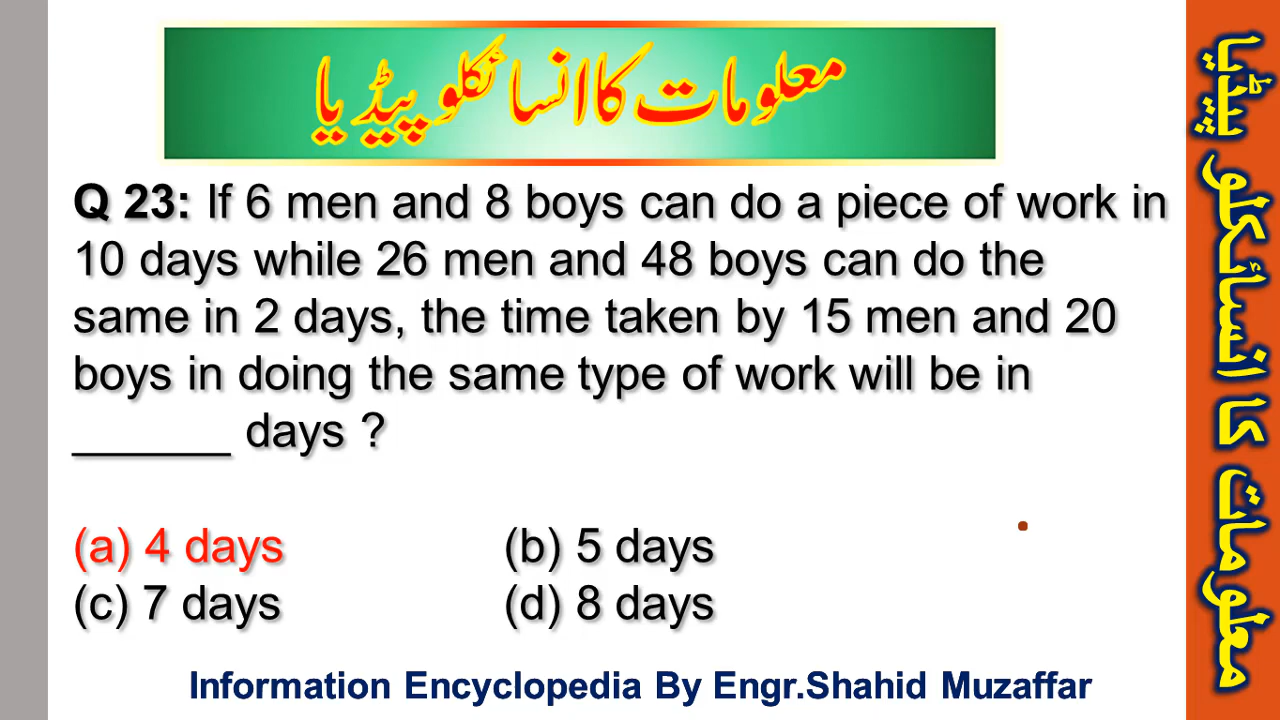 معلومات کا انسائکلو پیڈیا
Q 23: If 6 men and 8 boys can do a piece of work in
10 days while 26 men and 48 boys can do the
same in 2 days, the time taken by 15 men and 20
boys in doing the same type of work will be in
______ days ?
(a) 4 days (b) 5 days
(c) 7 days (d) 8 days
Information Encyclopedia By Engr.Shahid Muzaffar
معلومات کا انسائکلو پیڈیا